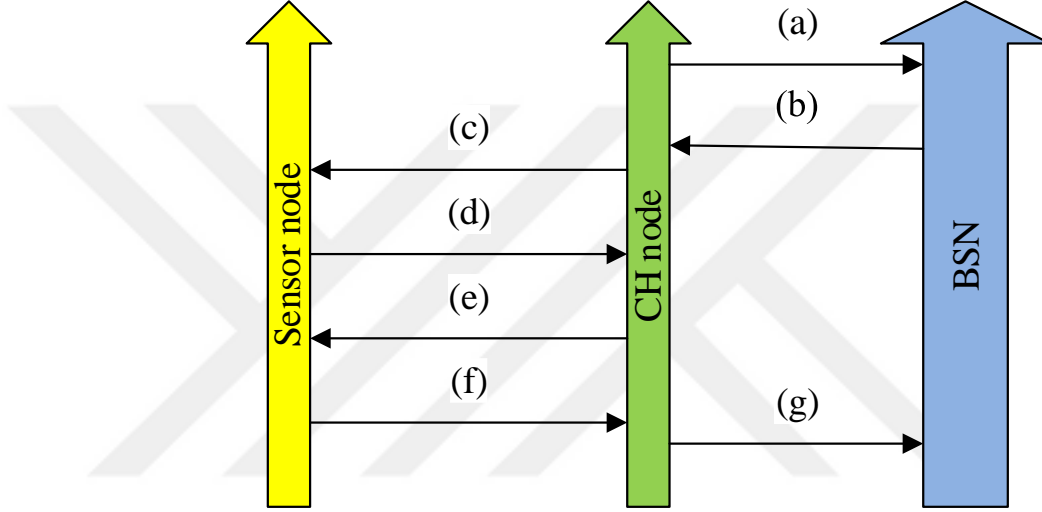 (a)
(b)
(c)
(d)
(e)
(f)
(g)
Sensor node
CH node
BSN